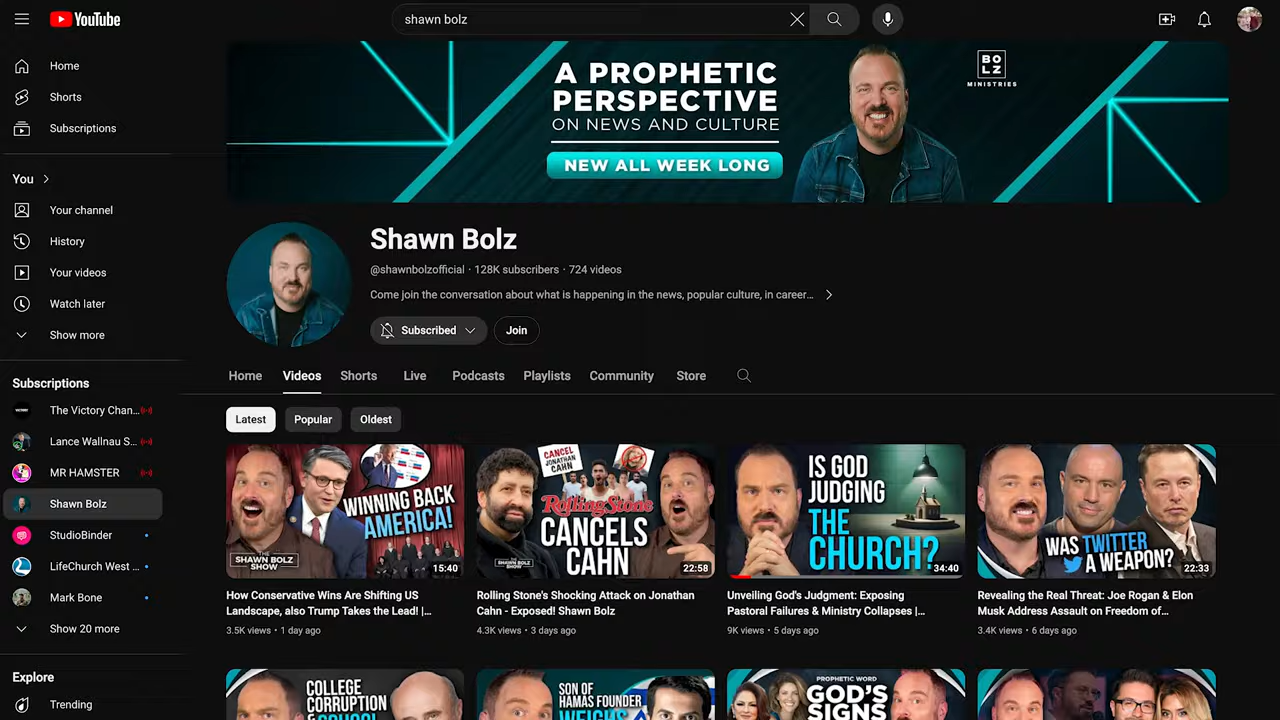 YouTube
shawn bolz
Home
Shorts
Subscriptions
You
Your channel
History
Your videos
Watch later
Show more
Subscriptions
The Victory Chan...
Lance Wallnau S...
MR HAMSTER
Shawn Bolz
StudioBinder
LifeChurch West ...
Mark Bone
Show 20 more
Explore
Trending
A PROPHETIC
PERSPECTIVE
ON NEWS AND CULTURE
NEW ALL WEEK LONG
BO
LZ
MINISTRIES
Shawn Bolz
@shawnbolzofficial · 128K subscribers · 724 videos
Come join the conversation about what is happening in the news, popular culture, in career...
Subscribed
Join
Home
Videos
Shorts
Live
Podcasts
Playlists
Community
Store
Latest
Popular
Oldest
WINNING BACK
AMERICA!
THE
SHAWN BOLZ
SHOW
15:40
How Conservative Wins Are Shifting US
Landscape, also Trump Takes the Lead! |...
3.5K views • 1 day ago
CANCEL
JONATHAN
CAHN
RollingStone
CANCELS
CAHN
SHAWN BOLZ
22:58
Rolling Stone's Shocking Attack on Jonathan
Cahn - Exposed! Shawn Bolz
4.3K views • 3 days ago
IS GOD
JUDGING
THE
CHURCH?
34:40
Unveiling God's Judgment: Exposing
Pastoral Failures & Ministry Collapses |...
9K views • 5 days ago
WAS TWITTER
A WEAPON?
22:33
Revealing the Real Threat: Joe Rogan & Elon
Musk Address Assault on Freedom of...
3.4K views • 6 days ago
COLLEGE
CORRUPTION
SON OF
HAMAS FOUNDER
WEIGHS
PROPHETIC WORD
GOD'S
SIGNS